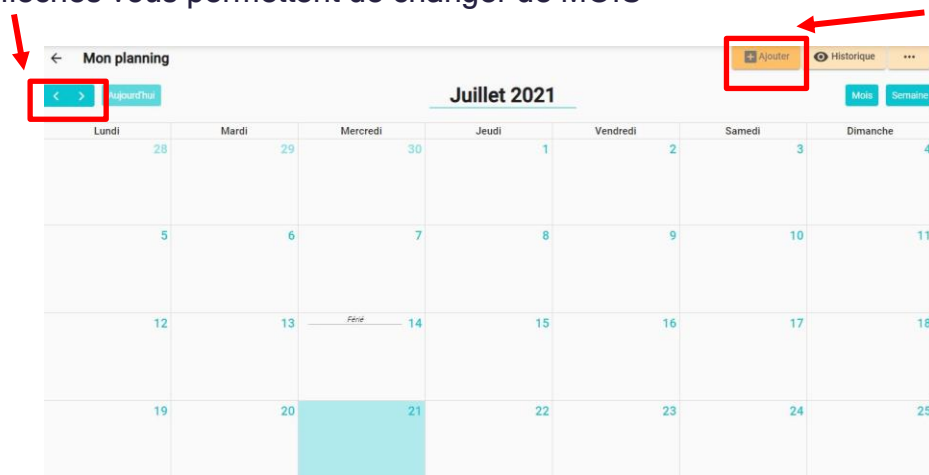 vous permettent de changer de MOIS
Mon planning
Ajouter
Historique
Aujourd'hui
Juillet 2021
Mois
Semaine
Lundi Mardi Mercredi Jeudi Vendredi Samedi Dimanche
28 29 30 1 2 3 4
5 6 7 8 9 10 11
12 13 Férié 14 15 16 17 18
19 20 21 22 23 24 25